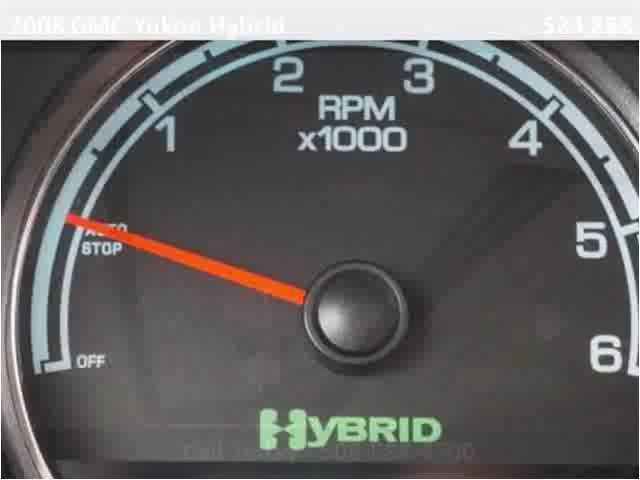 2008 GMC Yukon Hybrid
2
3
RPM
x1000
1
4
AUTO
STOP
5
OFF
6
HYBRID